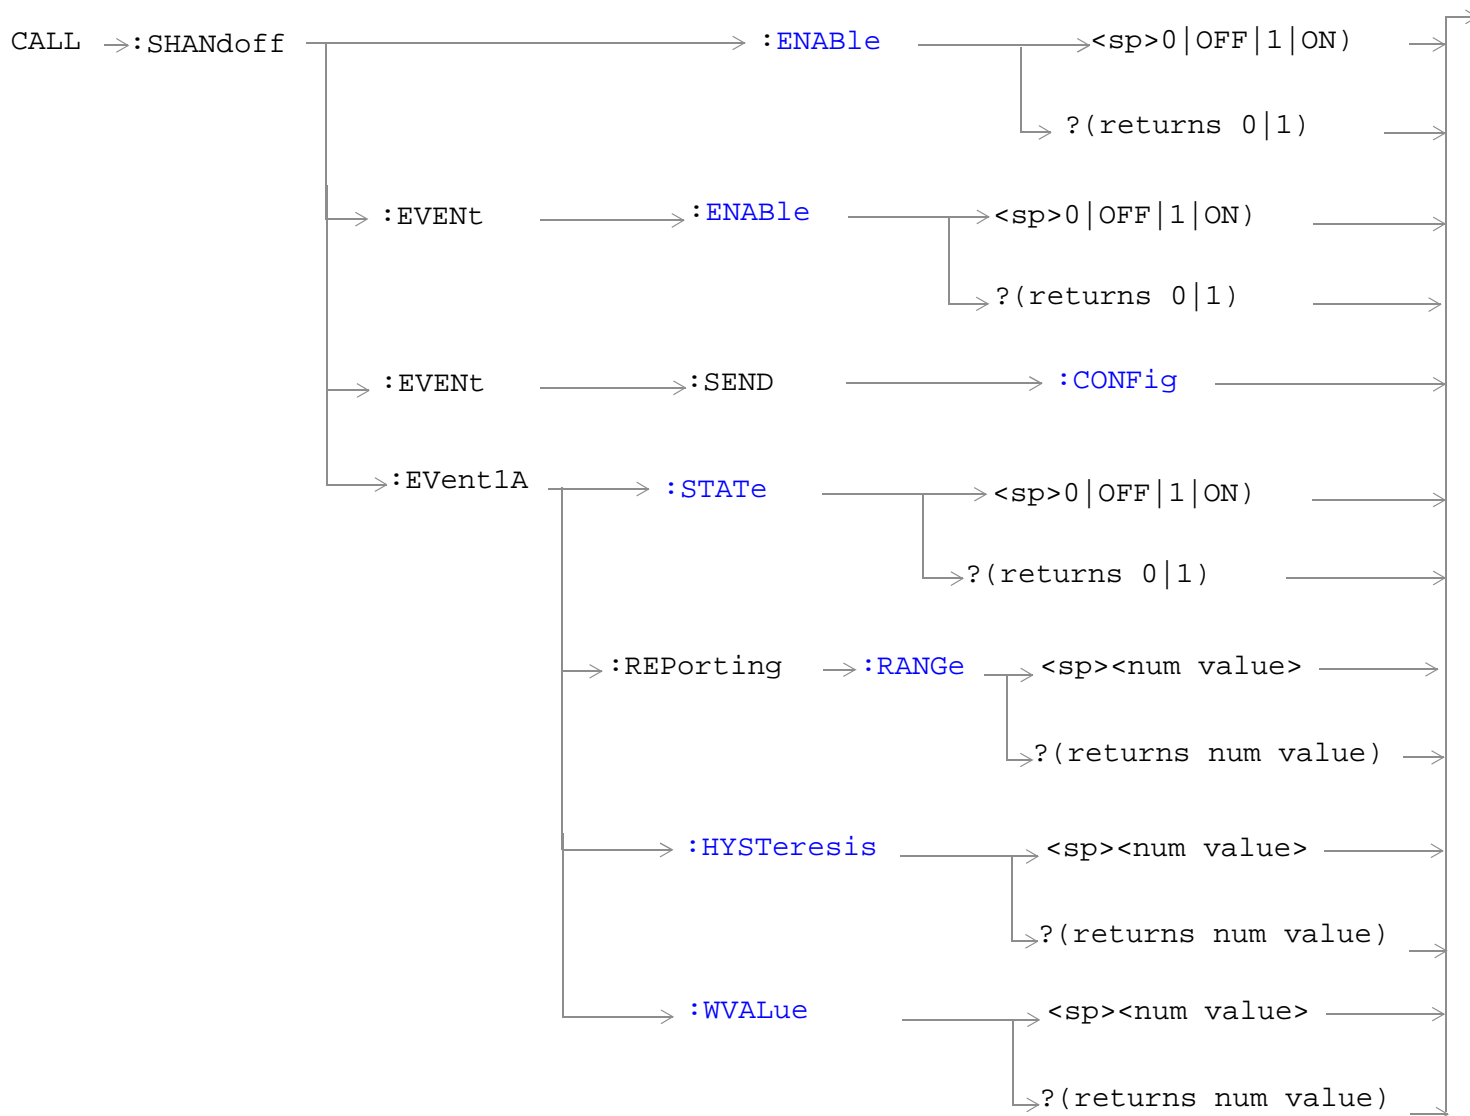 CALL :SHANdoff :ENABle <sp>0|OFF|1|ON)
?(returns 0|1)
:EVENt :ENABle <sp>0|OFF|1|ON)
?(returns 0|1)
:EVENt :SEND :CONFig
:EVent1A :STATe <sp>0|OFF|1|ON)
?(returns 0|1)
:REPorting :RANGe <sp><num value>
?(returns num value)
:HYSTeresis <sp><num value>
?(returns num value)
:WVALue <sp><num value>
?(returns num value)